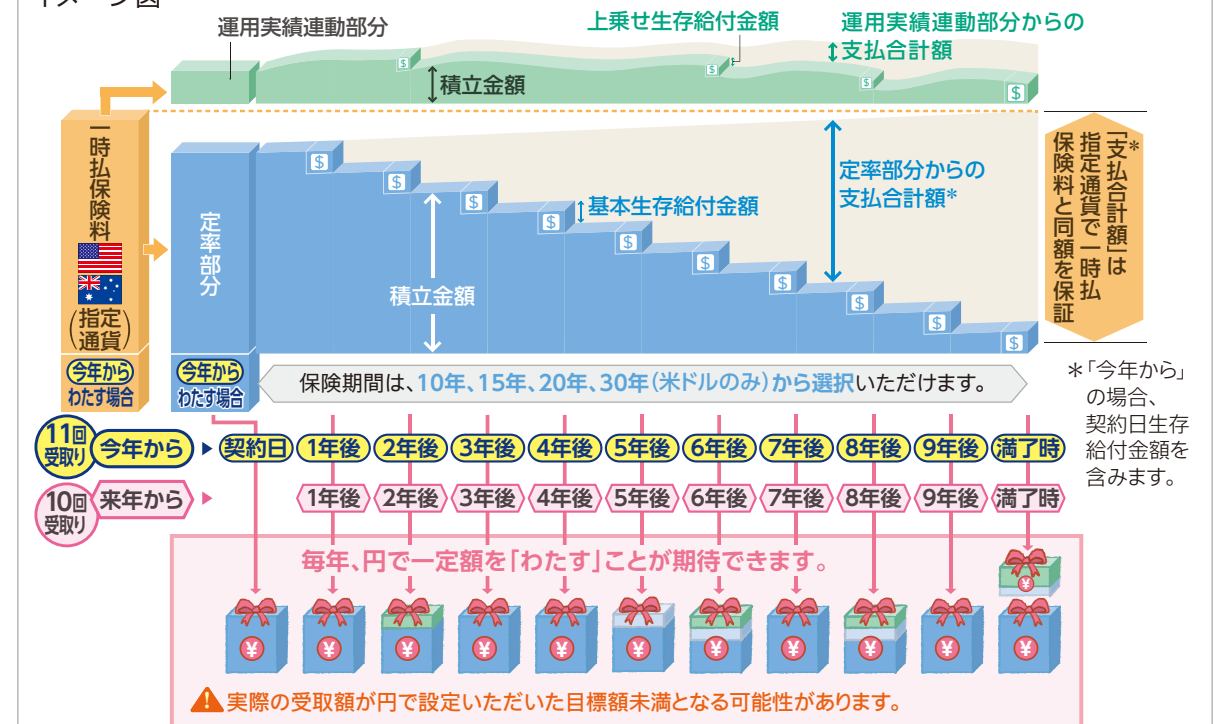 イメージ図
運用実績連動部分
上乗せ生存給付金額
運用実績連動部分からの
支払合計額
積立金額
一時払保険料
(指定
通貨)
今年から
わたす場合
定率部分
今年から
わたす場合
積立金額
基本生存給付金額
定率部分からの
支払合計額*
「支払合計額」は*
指定通貨で一時払
保険料と同額を保証
保険期間は、10年、15年、20年、30年(米ドルのみ)から選択いただけます。
*「今年から」
の場合、
契約日生存
給付金額を
含みます。
11回
受取り
今年から
契約日 1年後 2年後 3年後 4年後 5年後 6年後 7年後 8年後 9年後 満了時
10回
受取り
来年から
1年後 2年後 3年後 4年後 5年後 6年後 7年後 8年後 9年後 満了時
毎年、円で一定額を「わたす」ことが期待できます。
¥
¥ ¥ ¥ ¥ ¥ ¥ ¥ ¥ ¥ ¥ ¥
実際の受取額が円で設定いただいた目標額未満となる可能性があります。
$ $ $ $
$ $ $ $ $ $ $ $ $ $